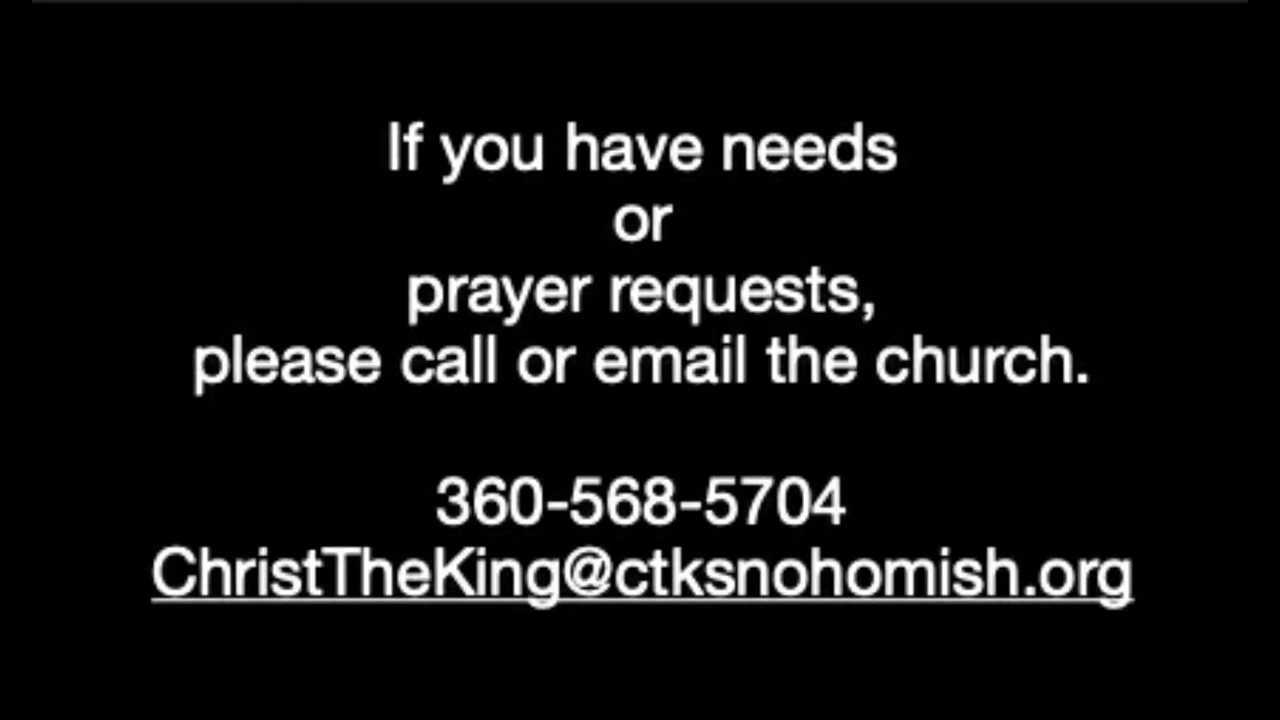 If you have needs
or
prayer requests,
please call or email the church.
360-568-5704
ChristTheKing@ctksnohomish.org